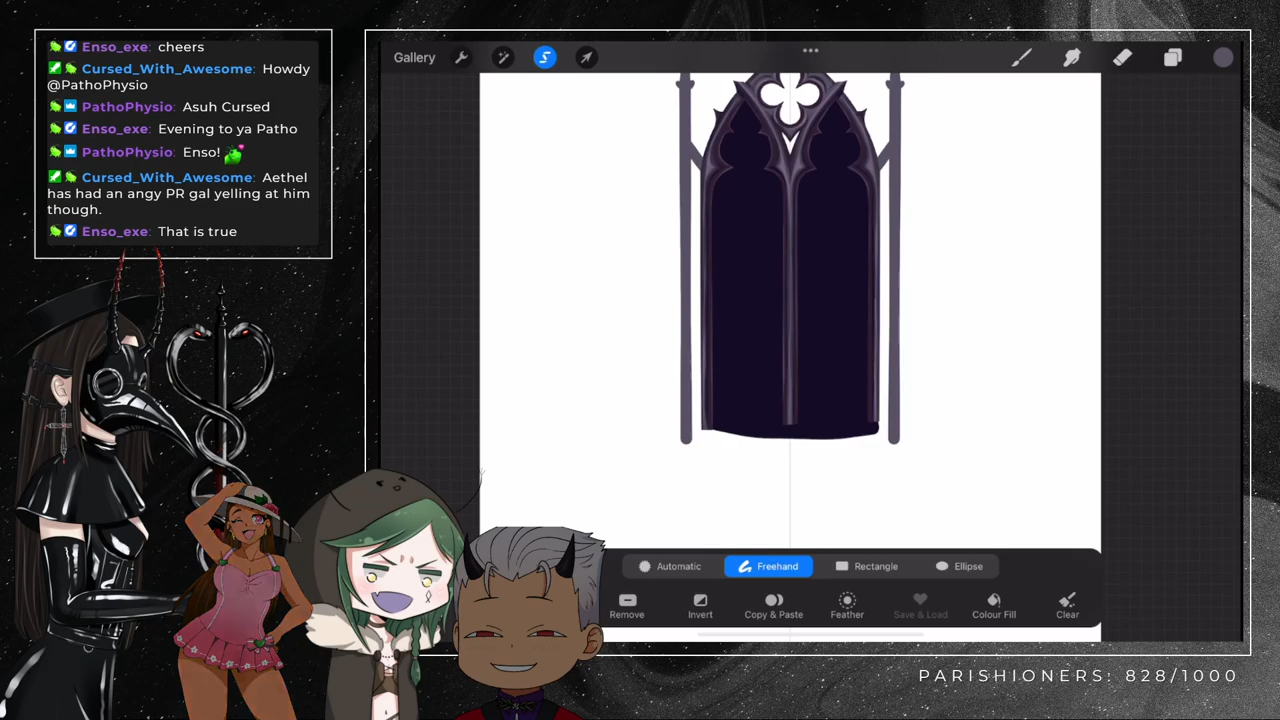 Enso_exe: cheers
Cursed_With_Awesome: Howdy
@PathoPhysio
PathoPhysio: Asuh Cursed
Enso_exe: Evening to ya Patho
PathoPhysio: Enso!
Cursed_With_Awesome: Aethel
has had an angy PR gal yelling at him
though.
Enso_exe: That is true
Gallery
Automatic
Freehand
Rectangle
Ellipse
Remove
Invert
Copy & Paste
Feather
Save & Load
Colour Fill
Clear
PARISHIONERS: 828/1000